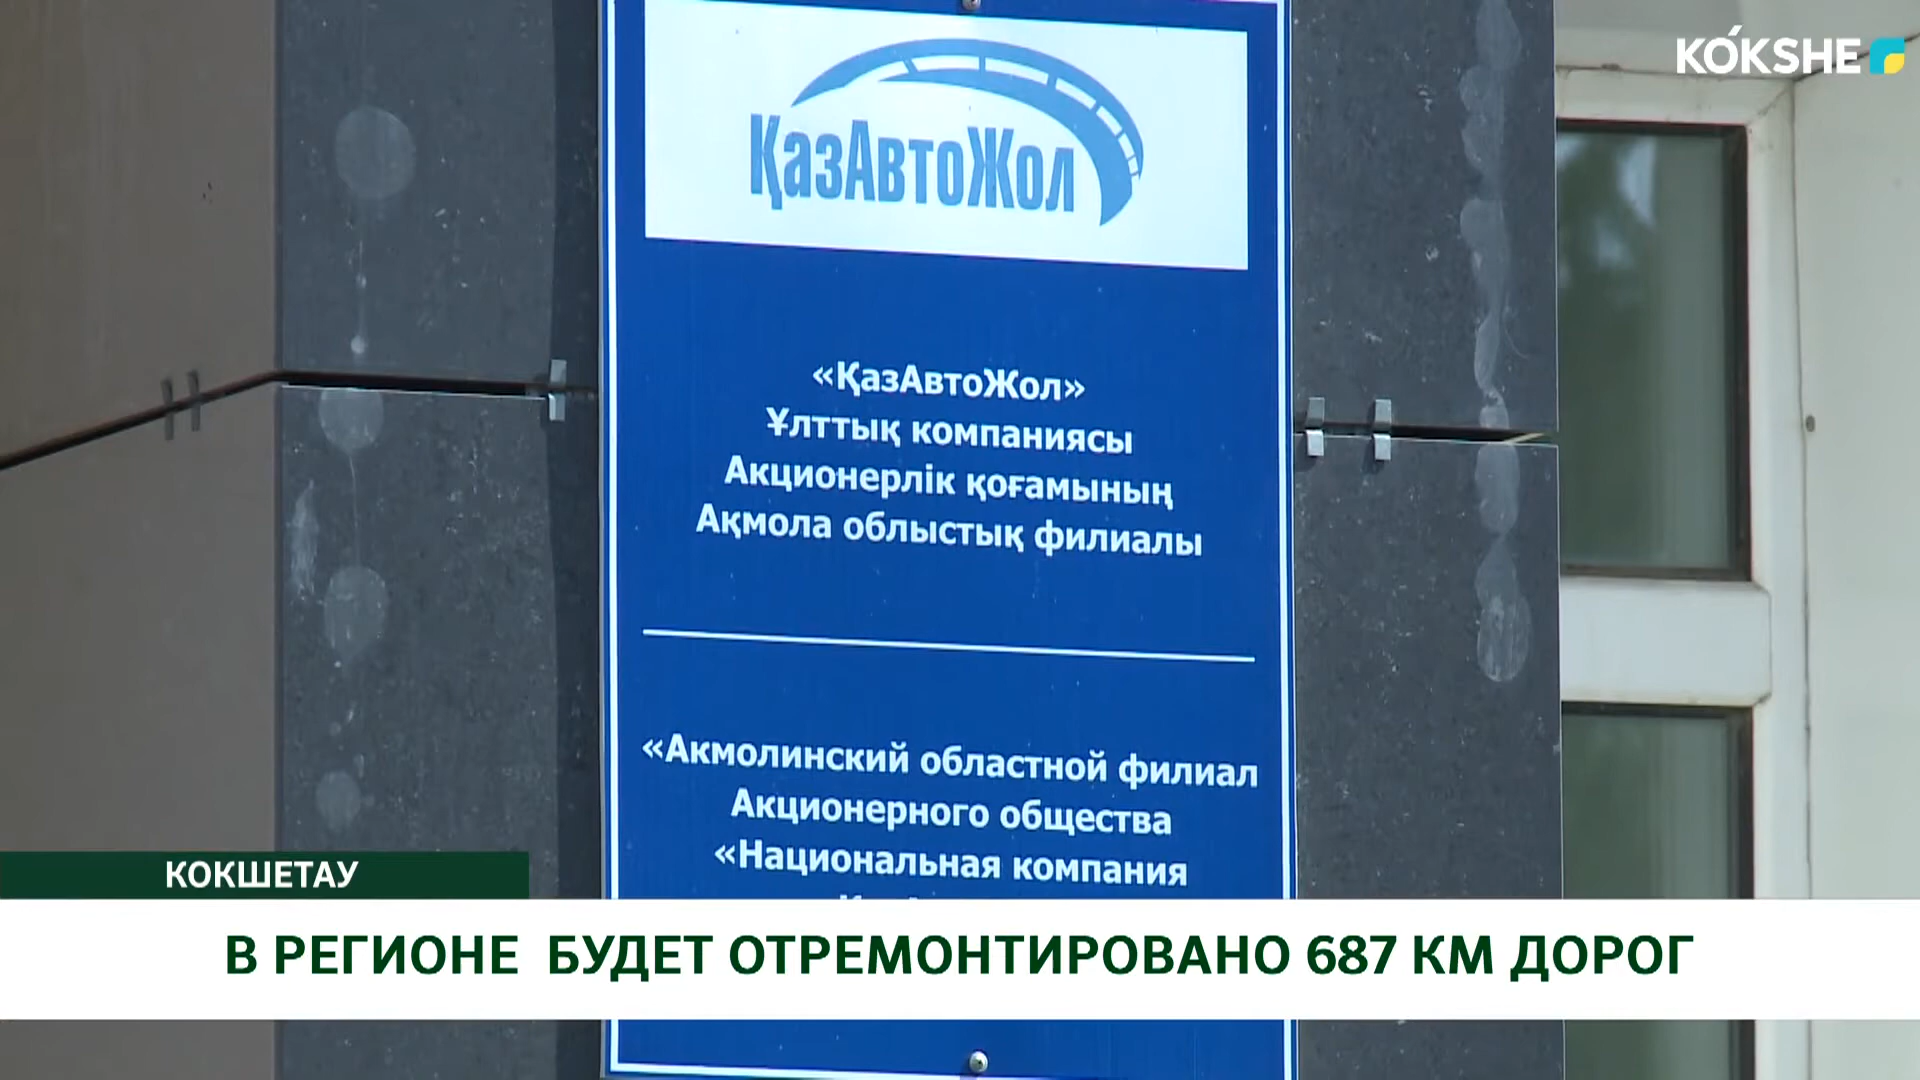 KÓKSHE
ҚазАвтоЖол
«ҚазАвтоЖол»
Ұлттық компаниясы
Акционерлік қоғамының
Ақмола облыстық филиалы
«Акмолинский областной филиал
Акционерного общества
«Национальная компания
КОКШЕТАУ
В РЕГИОНЕ БУДЕТ ОТРЕМОНТИРОВАНО 687 КМ ДОРОГ